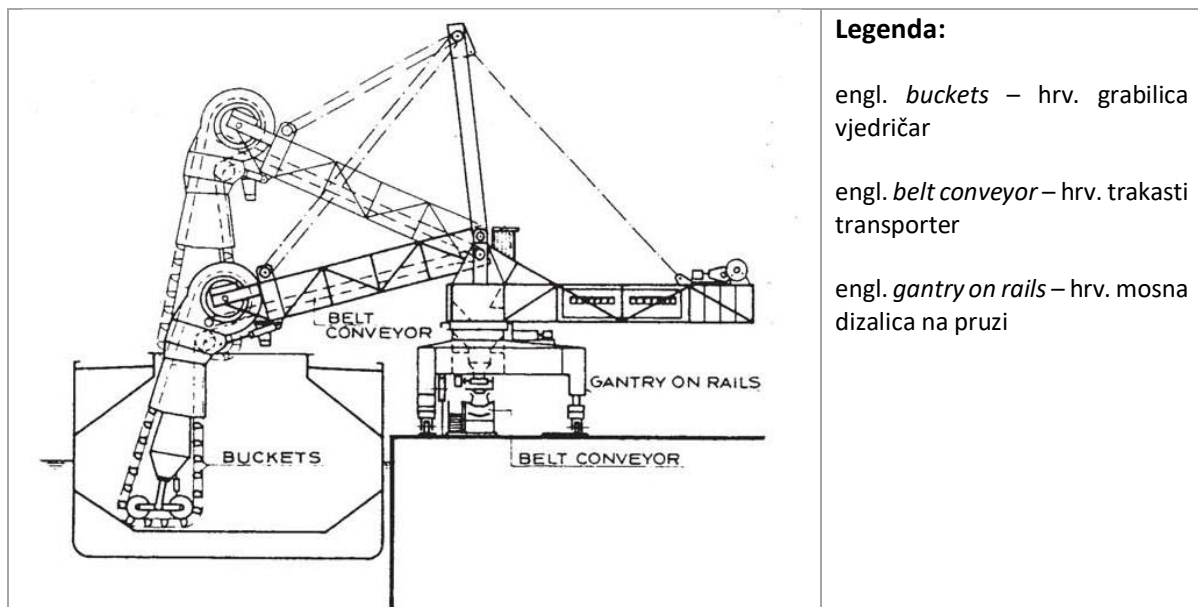 BELT
CONVEYOR
GANTRY ON RAILS
BUCKETS
BELT CONVEYOR
Legenda:
engl. buckets – hrv. grabilica
vjedričar
engl. belt conveyor – hrv. trakasti
transporter
engl. gantry on rails – hrv. mosna
dizalica na pruzi